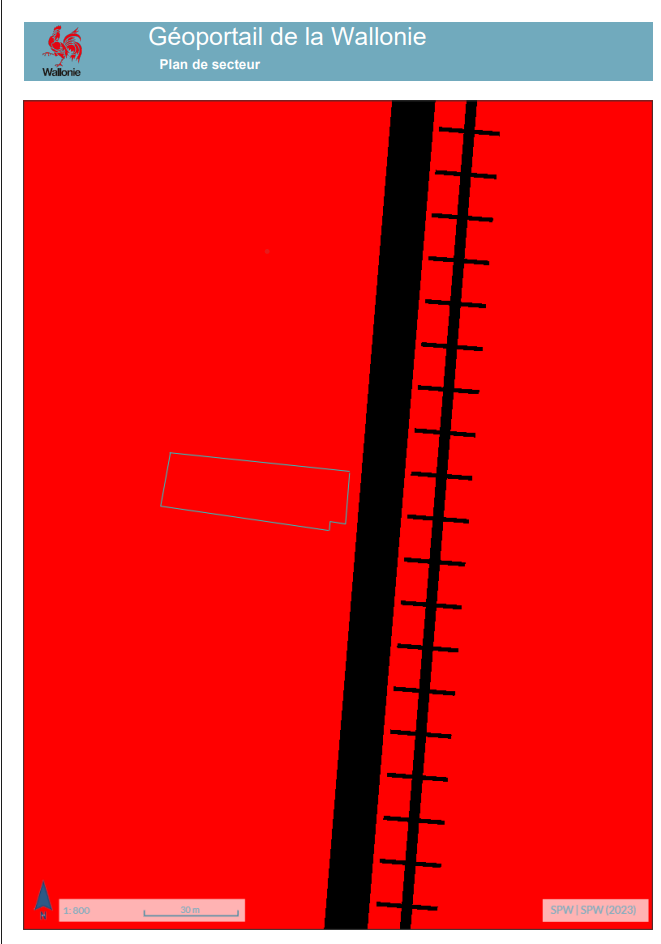 Géoportail de la Wallonie
Plan de secteur
Wallonie
N
1: 800
30 m
SPW | SPW (2023)